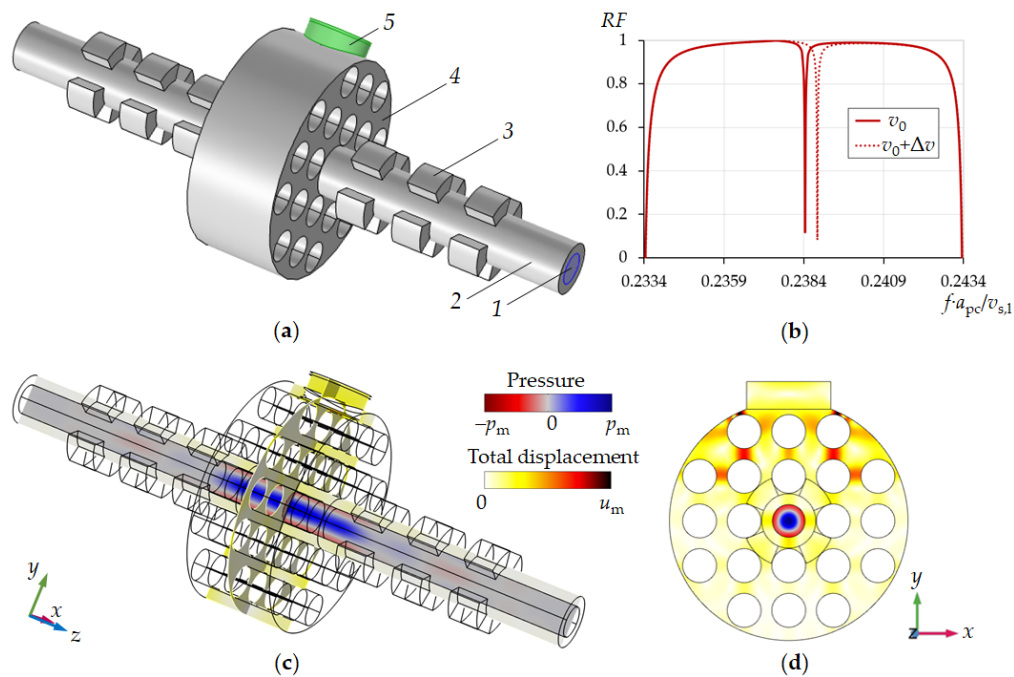 5
4
3
2
1
(a)
RF
1
0.8
0.6
0.4
0.2
0
v₀
v₀+Δv
0.2334 0.2359 0.2384 0.2409 0.2434
f·aₚc/vₛ,₁
(b)
Pressure
−pₘ 0 pₘ
Total displacement
0 uₘ
y
x
z
(c)
y
z x
(d)